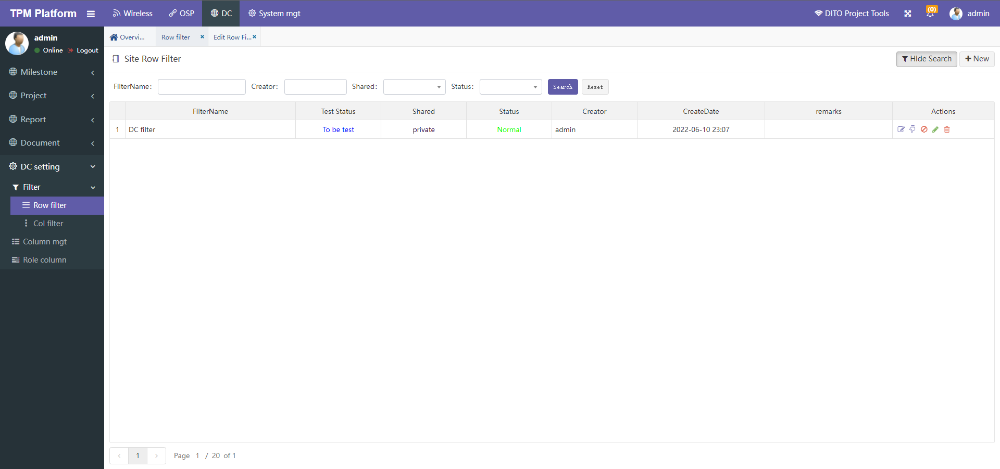 TPM Platform
Wireless
OSP
DC
System mgt
DITO Project Tools
(0)
admin
admin
Online
Logout
Milestone
Project
Report
Document
DC setting
Filter
Row filter
Col filter
Column mgt
Role column
Overvi...
Row filter
Edit Row Fi...
Site Row Filter
Hide Search
New
FilterName:
Creator:
Shared:
Status:
Search
Reset
FilterName Test Status Shared Status Creator CreateDate remarks Actions
1 DC filter To be test private Normal admin 2022-06-10 23:07
1
Page 1 / 20 of 1